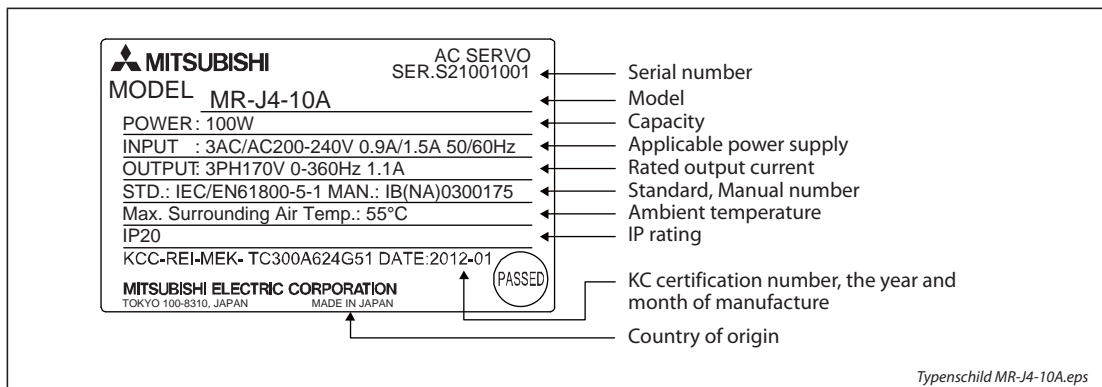 MITSUBISHI
AC SERVO
SER.S21001001
MODEL MR-J4-10A
POWER : 100W
INPUT : 3AC/AC200-240V 0.9A/1.5A 50/60Hz
OUTPUT: 3PH170V 0-360Hz 1.1A
STD.: IEC/EN61800-5-1 MAN.: IB(NA)0300175
Max. Surrounding Air Temp.: 55°C
IP20
KCC-REI-MEK- TC300A624G51 DATE:2012-01
PASSED
MITSUBISHI ELECTRIC CORPORATION
TOKYO 100-8310, JAPAN MADE IN JAPAN
Serial number
Model
Capacity
Applicable power supply
Rated output current
Standard, Manual number
Ambient temperature
IP rating
KC certification number, the year and
month of manufacture
Country of origin
Typenschild MR-J4-10A.eps